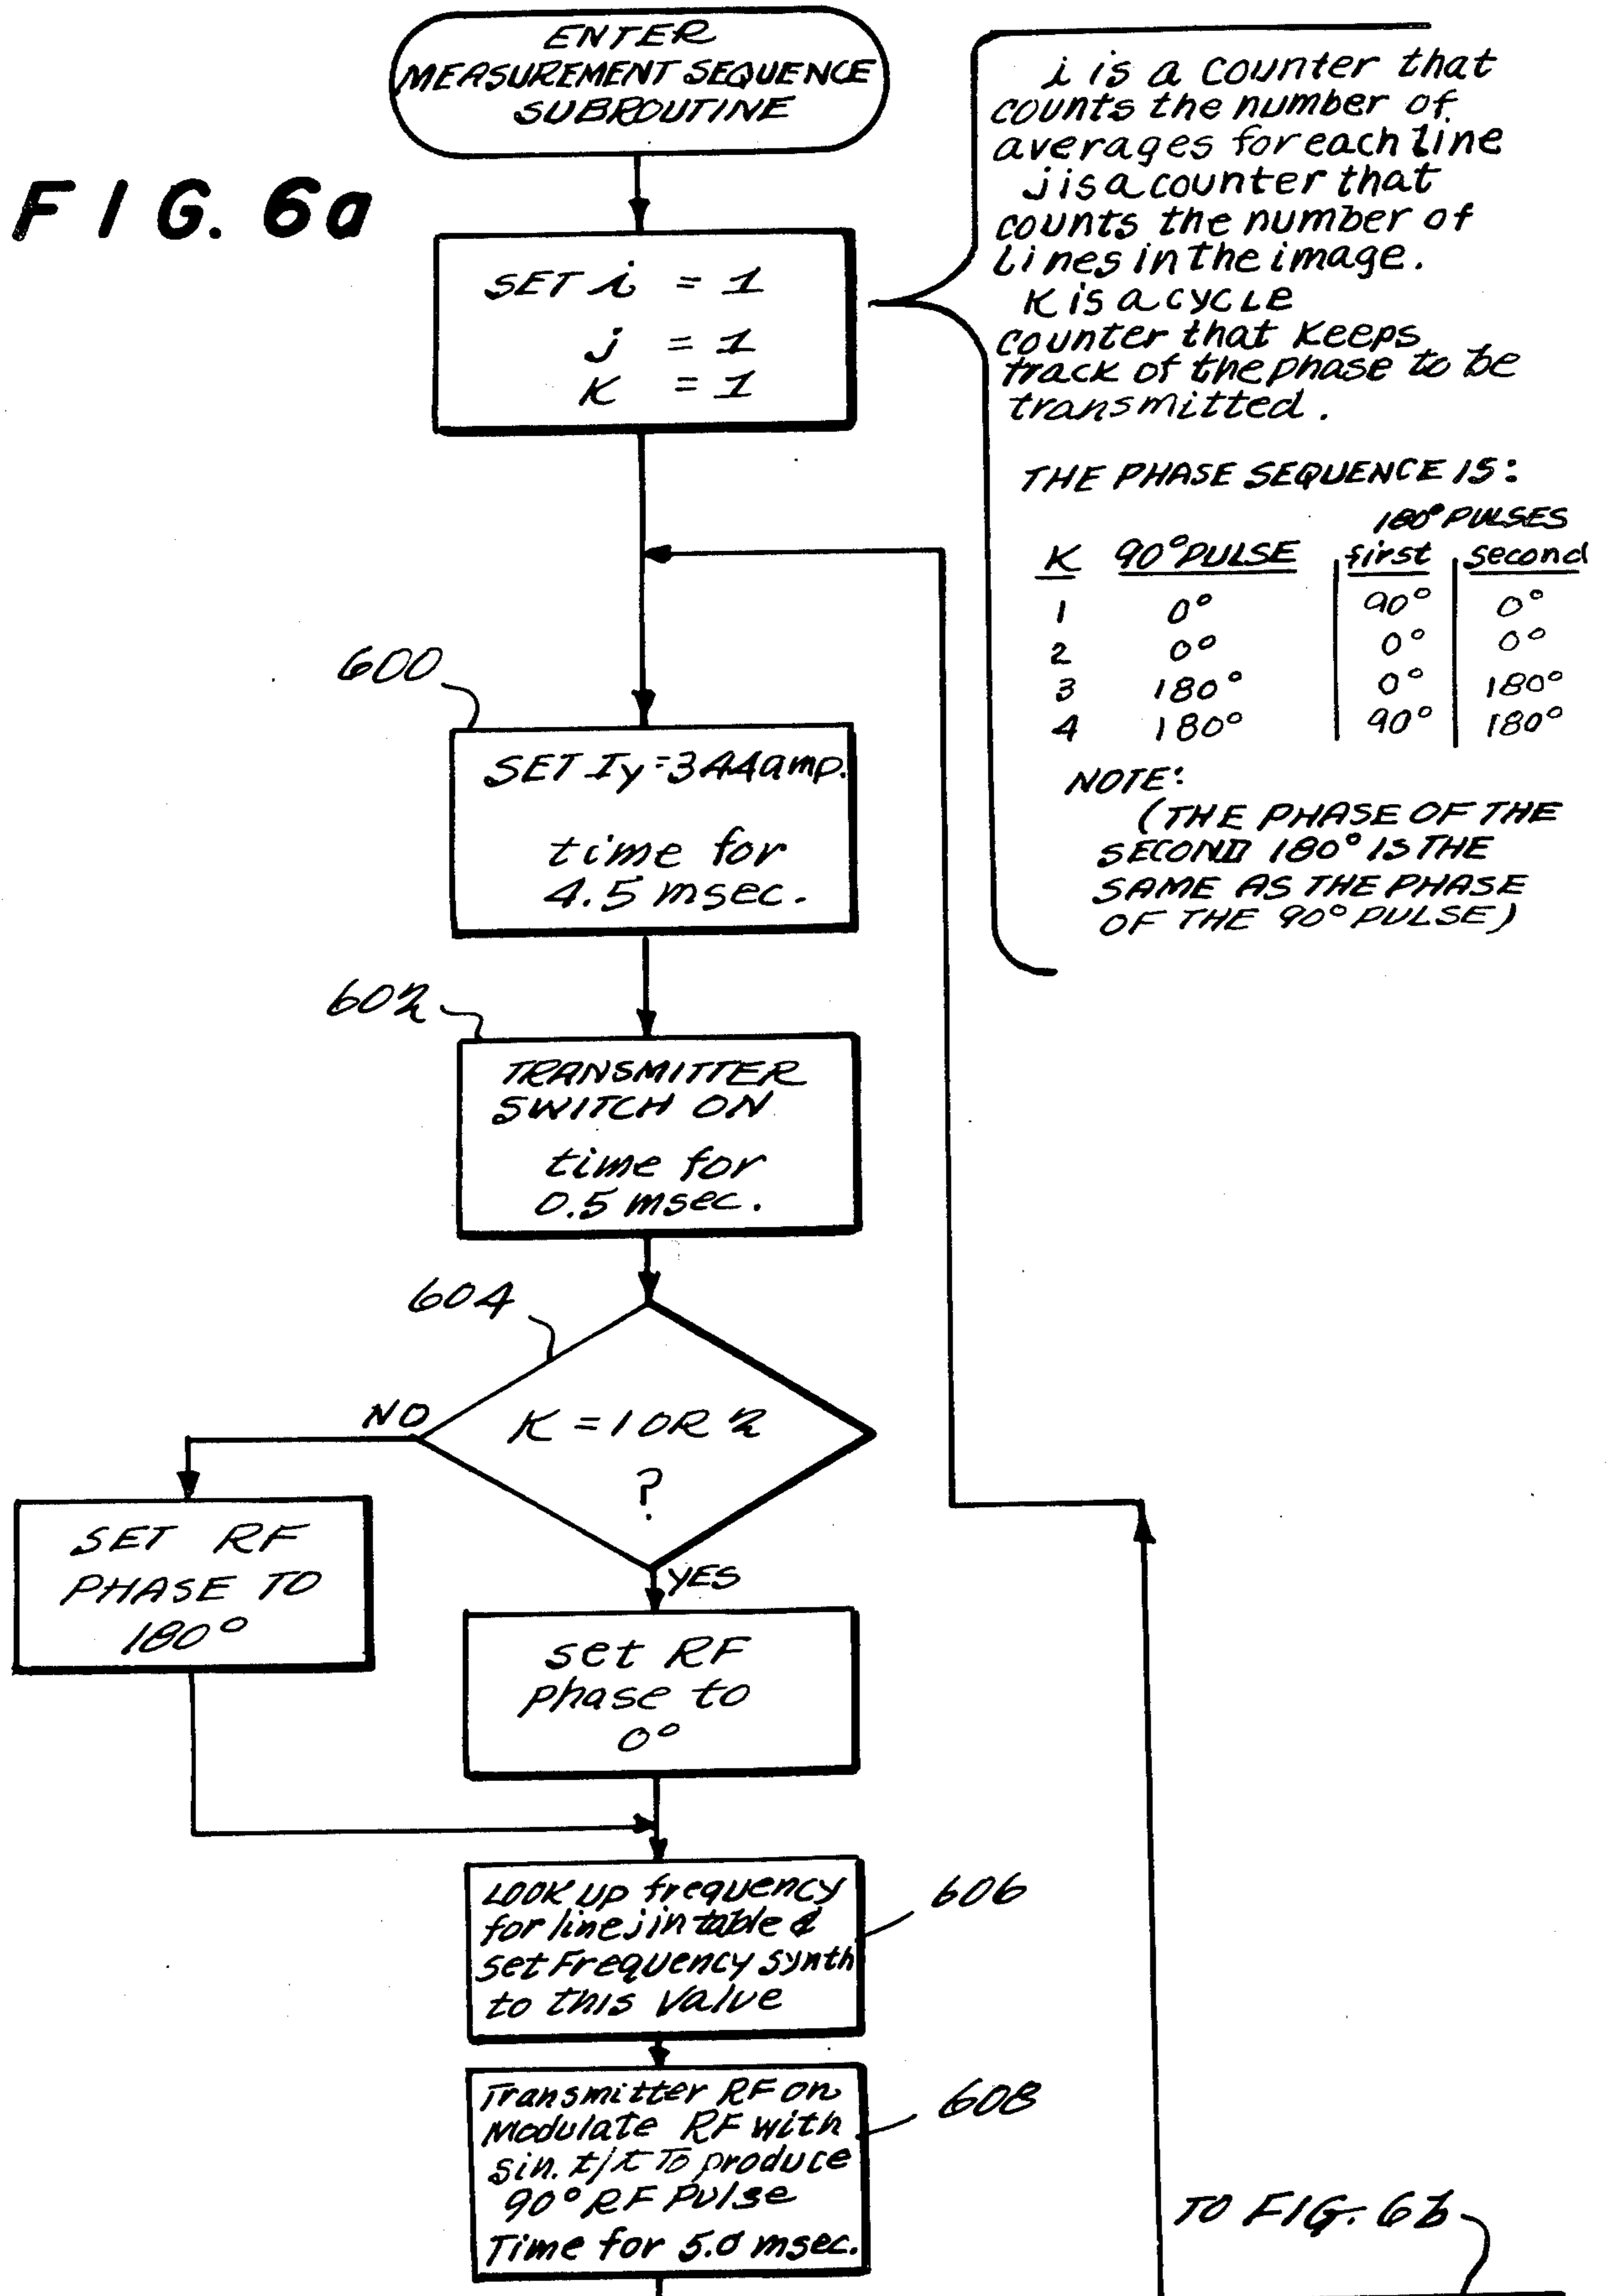 ENTER
MEASUREMENT SEQUENCE
SUBROUTINE
FIG. 6a
SET i = 1
j = 1
K = 1
i is a counter that
counts the number of
averages for each line
j is a counter that
counts the number of
lines in the image.
K is a cycle
counter that keeps
track of the phase to be
transmitted.
THE PHASE SEQUENCE IS:
180° PULSES
K 90° PULSE first second
1 0° 90° 0°
2 0° 0° 0°
3 180° 0° 180°
4 180° 90° 180°
NOTE:
(THE PHASE OF THE
SECOND 180° IS THE
SAME AS THE PHASE
OF THE 90° PULSE)
600
SET Iy=344amp.
time for
4.5 msec.
602
TRANSMITTER
SWITCH ON
time for
0.5 msec.
604
K = 1 OR 2
?
NO
YES
SET RF
PHASE TO
180°
set RF
phase to
0°
606
LOOK UP frequency
for line j in table &
set Frequency synth
to this value
608
Transmitter RF on
Modulate RF with
sin. t/t To produce
90° RF Pulse
Time for 5.0 msec.
TO FIG. 6b